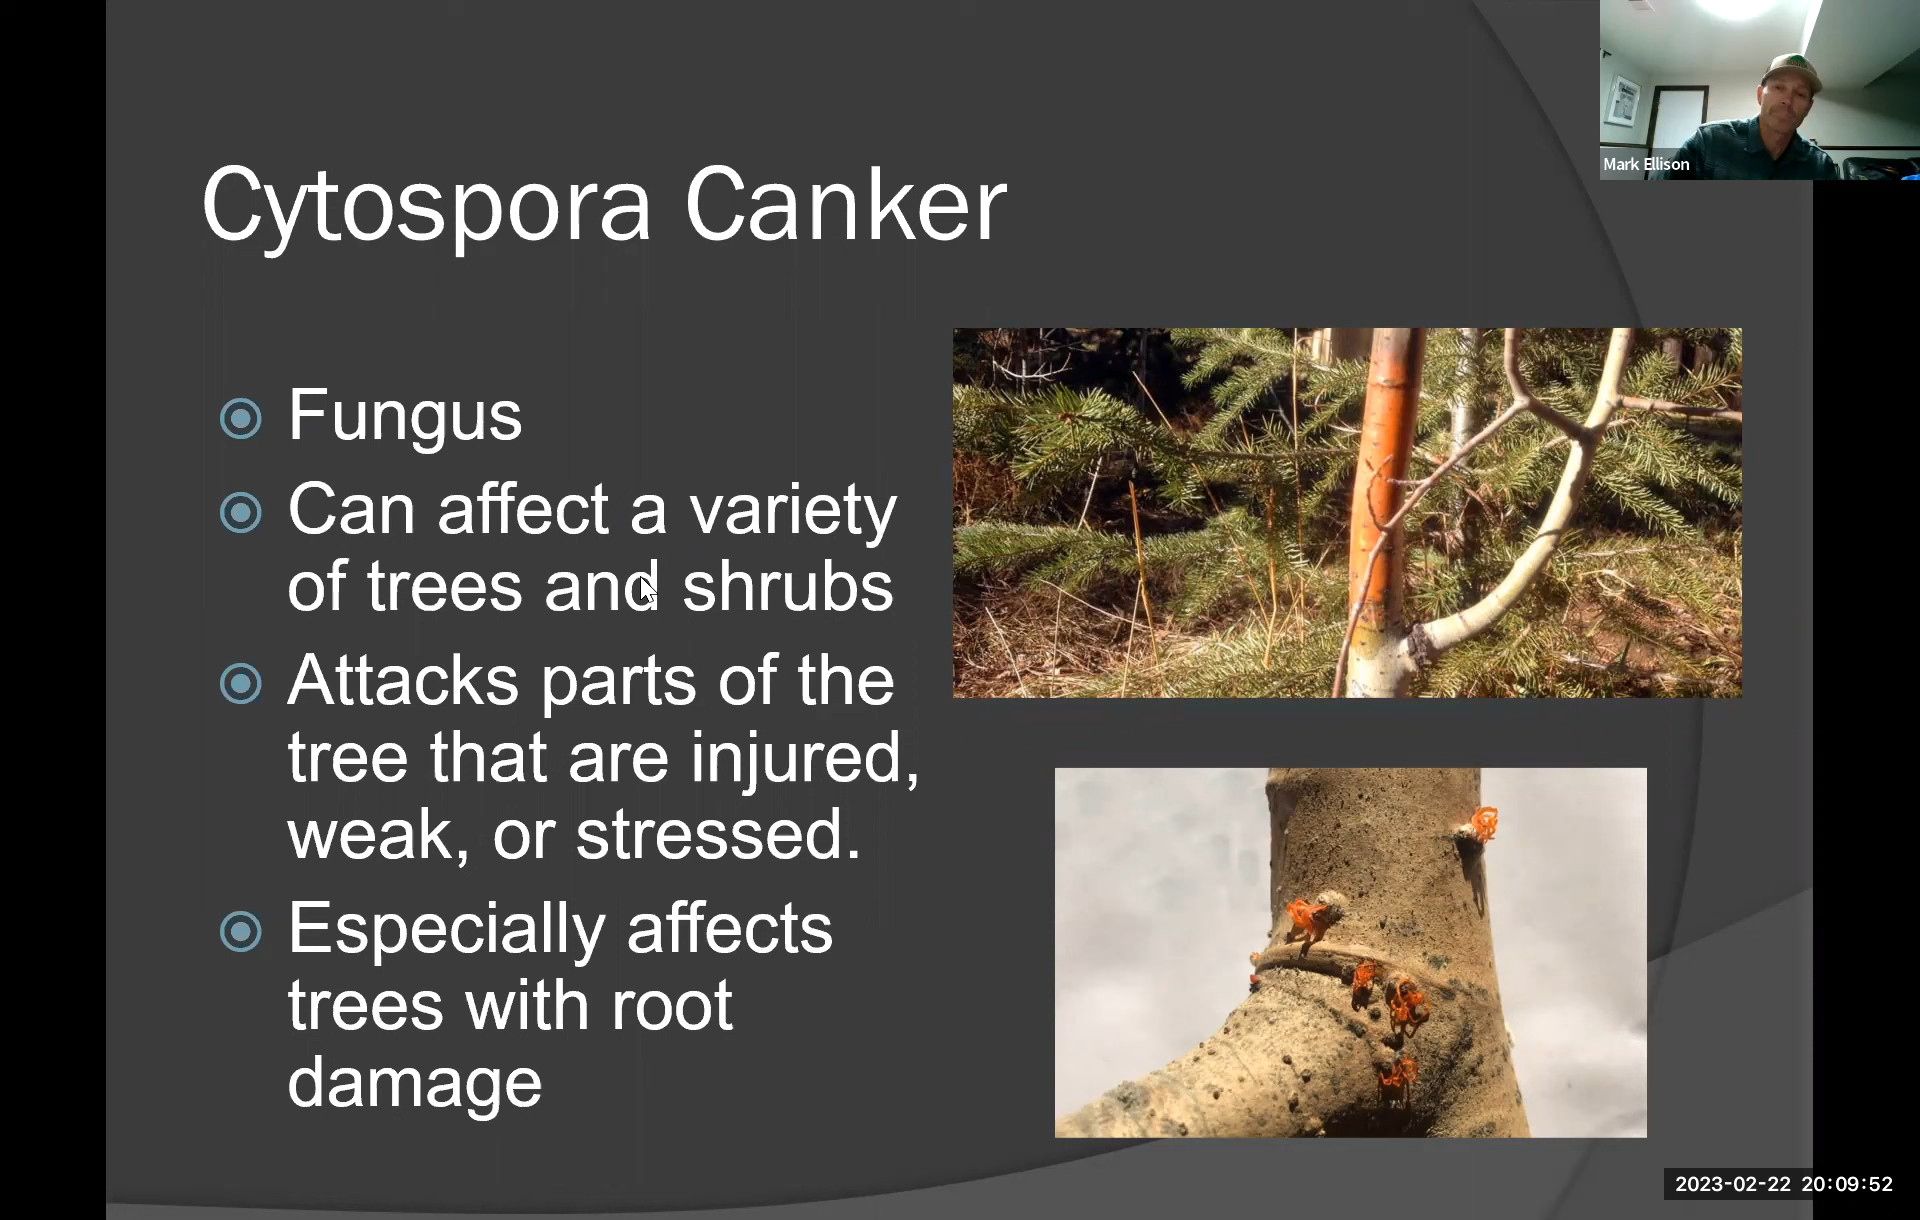 Mark Ellison
Cytospora Canker
Fungus
Can affect a variety
of trees and shrubs
Attacks parts of the
tree that are injured,
weak, or stressed.
Especially affects
trees with root
damage
2023-02-22 20:09:52